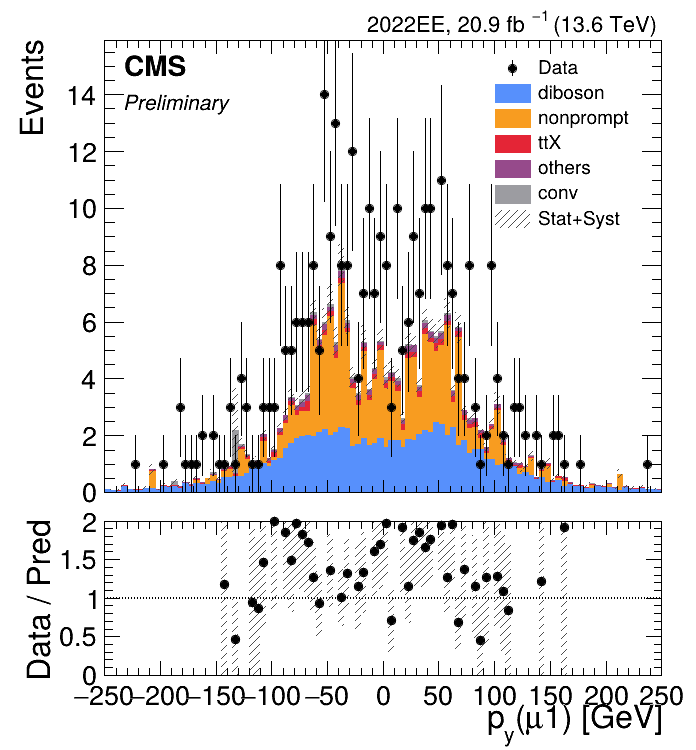 2022EE, 20.9 fb ⁻¹ (13.6 TeV)
Events
CMS
Preliminary
Data
diboson
nonprompt
ttX
others
conv
Stat+Syst
14
12
10
8
6
4
2
0
Data / Pred
2
1.5
1
0.5
0
−250 −200 −150 −100 −50 0 50 100 150 200 250
p_y(μ1) [GeV]